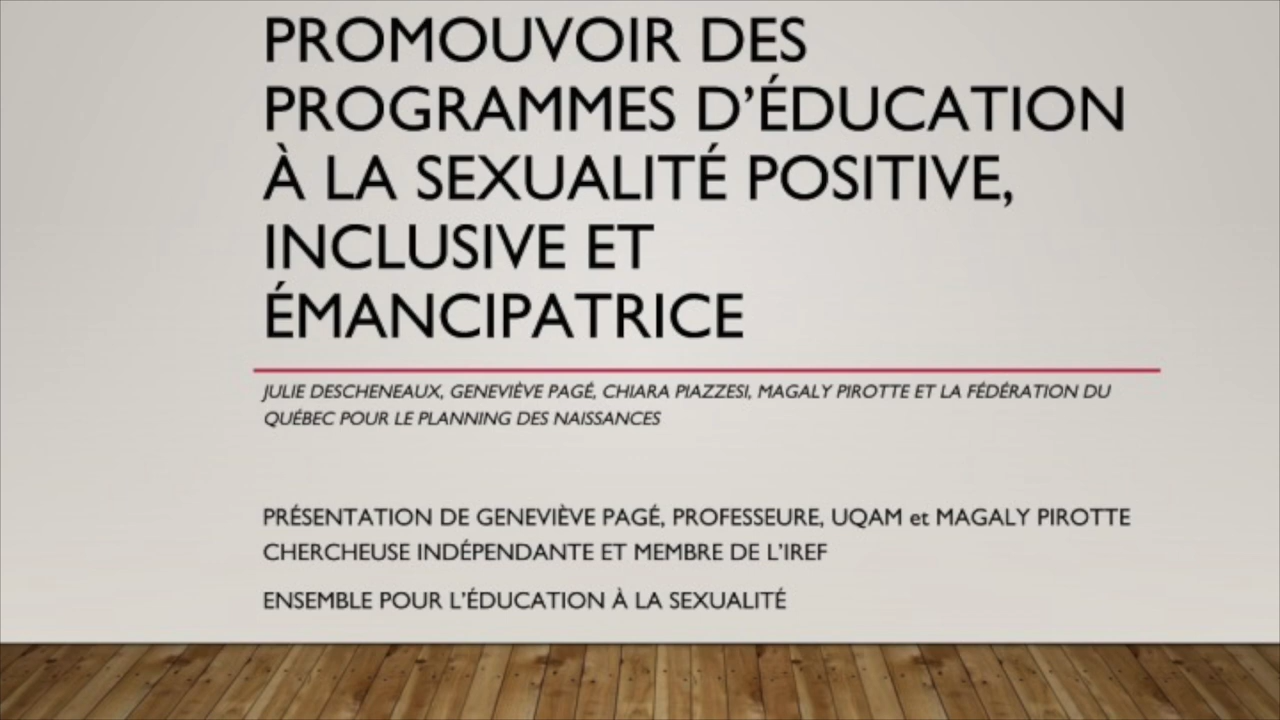 PROMOUVOIR DES
PROGRAMMES D'ÉDUCATION
À LA SEXUALITÉ POSITIVE,
INCLUSIVE ET
ÉMANCIPATRICE
JULIE DESCHENEAUX, GENEVIÈVE PAGÉ, CHIARA PIAZZESI, MAGALY PIROTTE ET LA FÉDÉRATION DU
QUÉBEC POUR LE PLANNING DES NAISSANCES
PRÉSENTATION DE GENEVIÈVE PAGÉ, PROFESSEURE, UQAM et MAGALY PIROTTE
CHERCHEUSE INDÉPENDANTE ET MEMBRE DE L'IREF
ENSEMBLE POUR L'ÉDUCATION À LA SEXUALITÉ